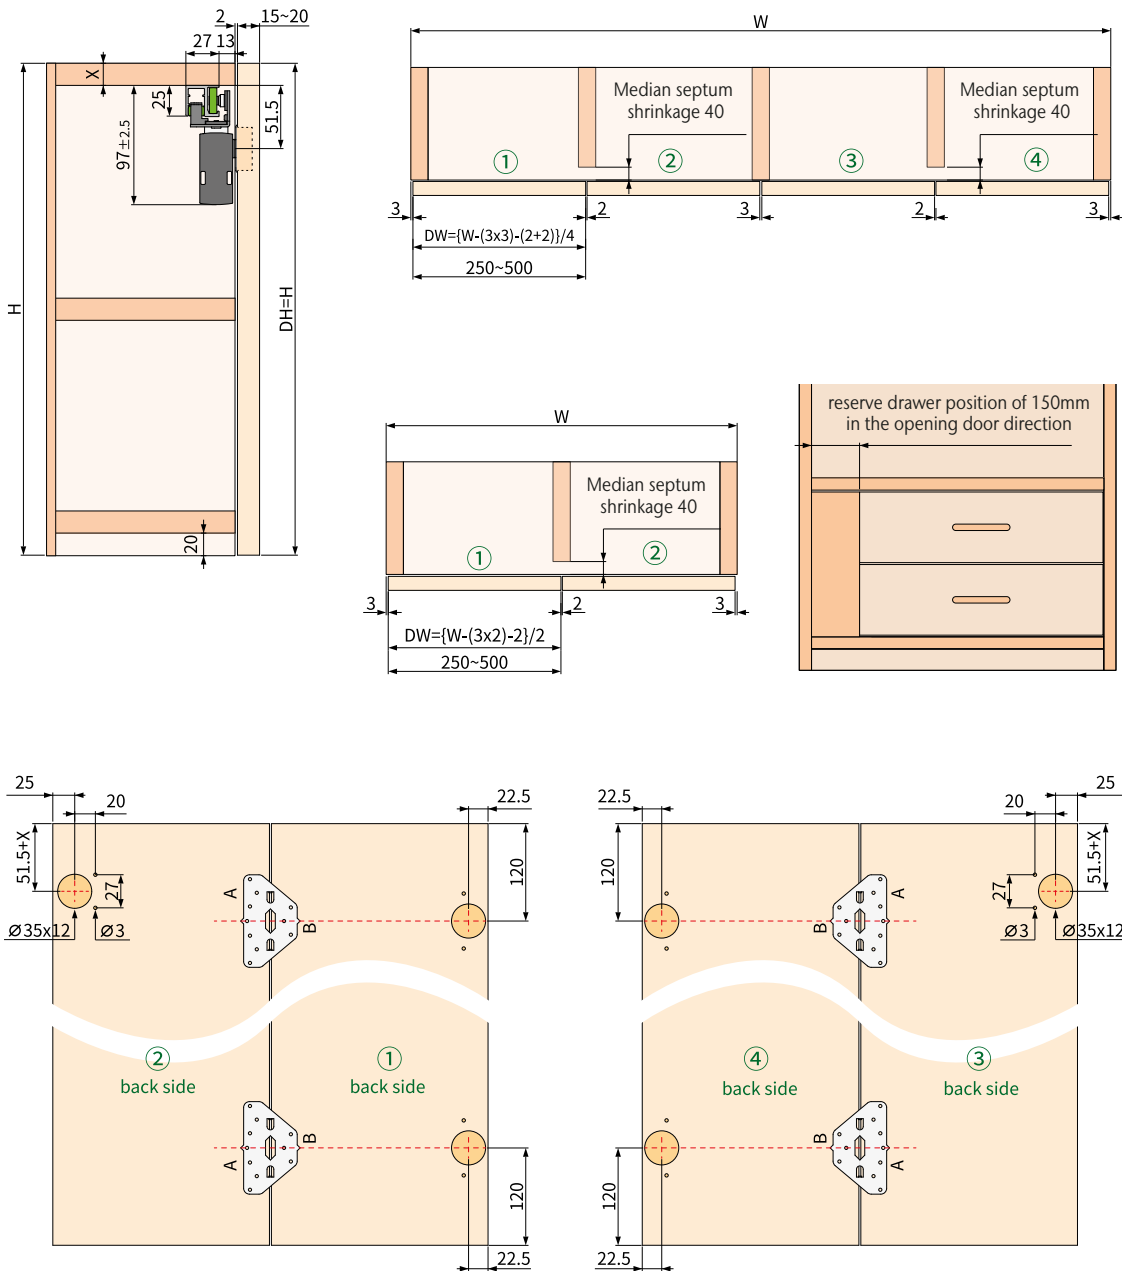 2
15~20
27
13
X
25
51.5
97±2.5
H
DH=H
20
W
Median septum
shrinkage 40
Median septum
shrinkage 40
①
②
③
④
3
2
3
2
3
DW={W-(3x3)-(2+2)}/4
250~500
W
Median septum
shrinkage 40
①
②
3
2
3
DW={W-(3x2)-2}/2
250~500
reserve drawer position of 150mm
in the opening door direction
25
20
51.5+X
27
Ø35x12
Ø3
22.5
120
A
B
②
back side
①
back side
A
B
120
22.5
22.5
120
20
25
51.5+X
27
Ø3
Ø35x12
B
A
④
back side
③
back side
B
A
120
22.5